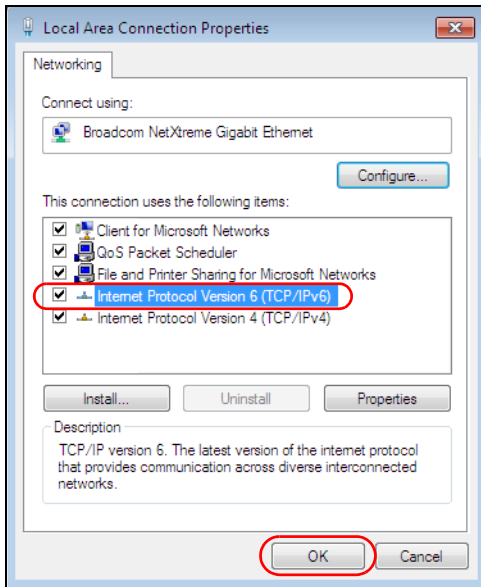 Local Area Connection Properties
Networking
Connect using:
Broadcom NetXtreme Gigabit Ethernet
Configure...
This connection uses the following items:
Client for Microsoft Networks
QoS Packet Scheduler
File and Printer Sharing for Microsoft Networks
Internet Protocol Version 6 (TCP/IPv6)
Internet Protocol Version 4 (TCP/IPv4)
Install...
Uninstall
Properties
Description
TCP/IP version 6. The latest version of the internet protocol
that provides communication across diverse interconnected
networks.
OK
Cancel